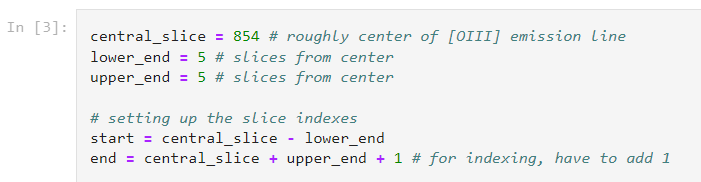 In [3]:
central_slice = 854 # roughly center of [OIII] emission line
lower_end = 5 # slices from center
upper_end = 5 # slices from center
# setting up the slice indexes
start = central_slice - lower_end
end = central_slice + upper_end + 1 # for indexing, have to add 1